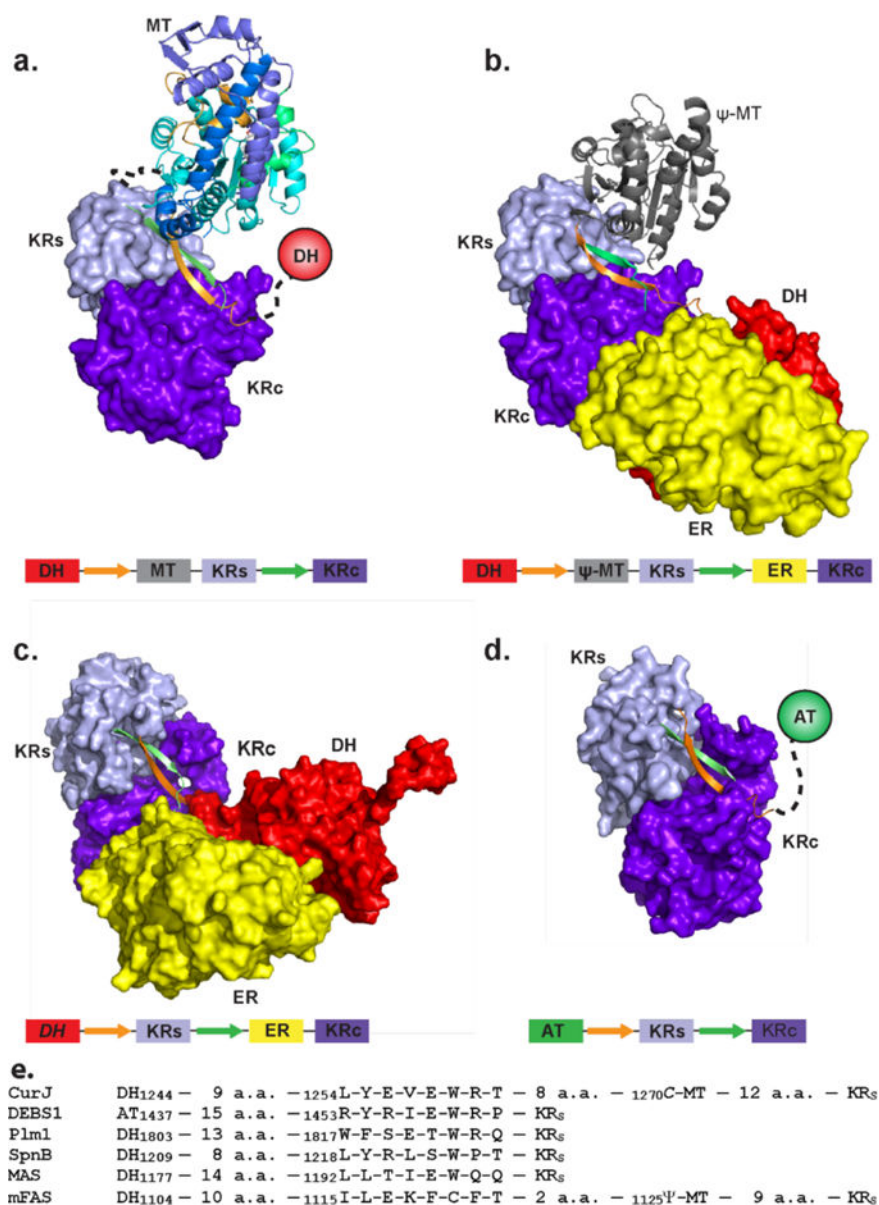 a.
MT
KRs
DH
KRc
DH MT KRs KRc
b.
ψ-MT
KRs
DH
KRc
ER
DH ψ-MT KRs ER KRc
c.
KRs
KRc
DH
ER
DH KRs ER KRc
d.
KRs
AT
KRc
AT KRs KRc
e.
CurJ DH1244 – 9 a.a. – 1254L-Y-E-V-E-W-R-T – 8 a.a. – 1270C-MT – 12 a.a. – KRs
DEBS1 AT1437 – 15 a.a. – 1453R-Y-R-I-E-W-R-P – KRs
Plm1 DH1803 – 13 a.a. – 1817W-F-S-E-T-W-R-Q – KRs
SpnB DH1209 – 8 a.a. – 1218L-Y-R-L-S-W-P-T – KRs
MAS DH1177 – 14 a.a. – 1192L-L-T-I-E-W-Q-Q – KRs
mFAS DH1104 – 10 a.a. – 1115I-L-E-K-F-C-F-T – 2 a.a. – 1125Ψ-MT – 9 a.a. – KRs